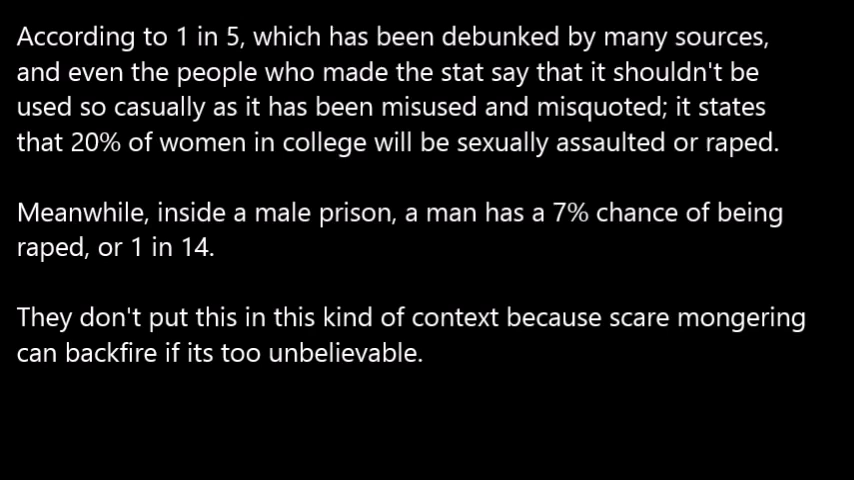 According to 1 in 5, which has been debunked by many sources,
and even the people who made the stat say that it shouldn't be
used so casually as it has been misused and misquoted; it states
that 20% of women in college will be sexually assaulted or raped.
Meanwhile, inside a male prison, a man has a 7% chance of being
raped, or 1 in 14.
They don't put this in this kind of context because scare mongering
can backfire if its too unbelievable.